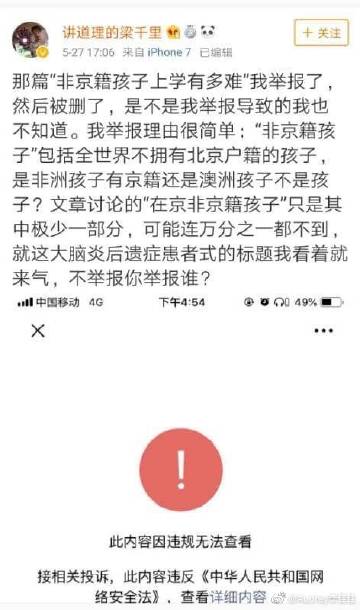 讲道理的梁千里
5-27 17:06 来自 iPhone 7 已编辑
+ 关注
那篇“非京籍孩子上学有多难”我举报了，
然后被删了，是不是我举报导致的我也
不知道。我举报理由很简单：“非京籍孩
子”包括全世界不拥有北京户籍的孩子，
是非洲孩子有京籍还是澳洲孩子不是孩
子？文章讨论的“在京非京籍孩子”只是其
中极少一部分，可能连万分之一都不到，
就这大脑炎后遗症患者式的标题我看着就
来气，不举报你举报谁？
中国移动 4G 下午4:54 49%
此内容因违规无法查看
接相关投诉，此内容违反《中华人民共和国网
络安全法》，查看详细内容